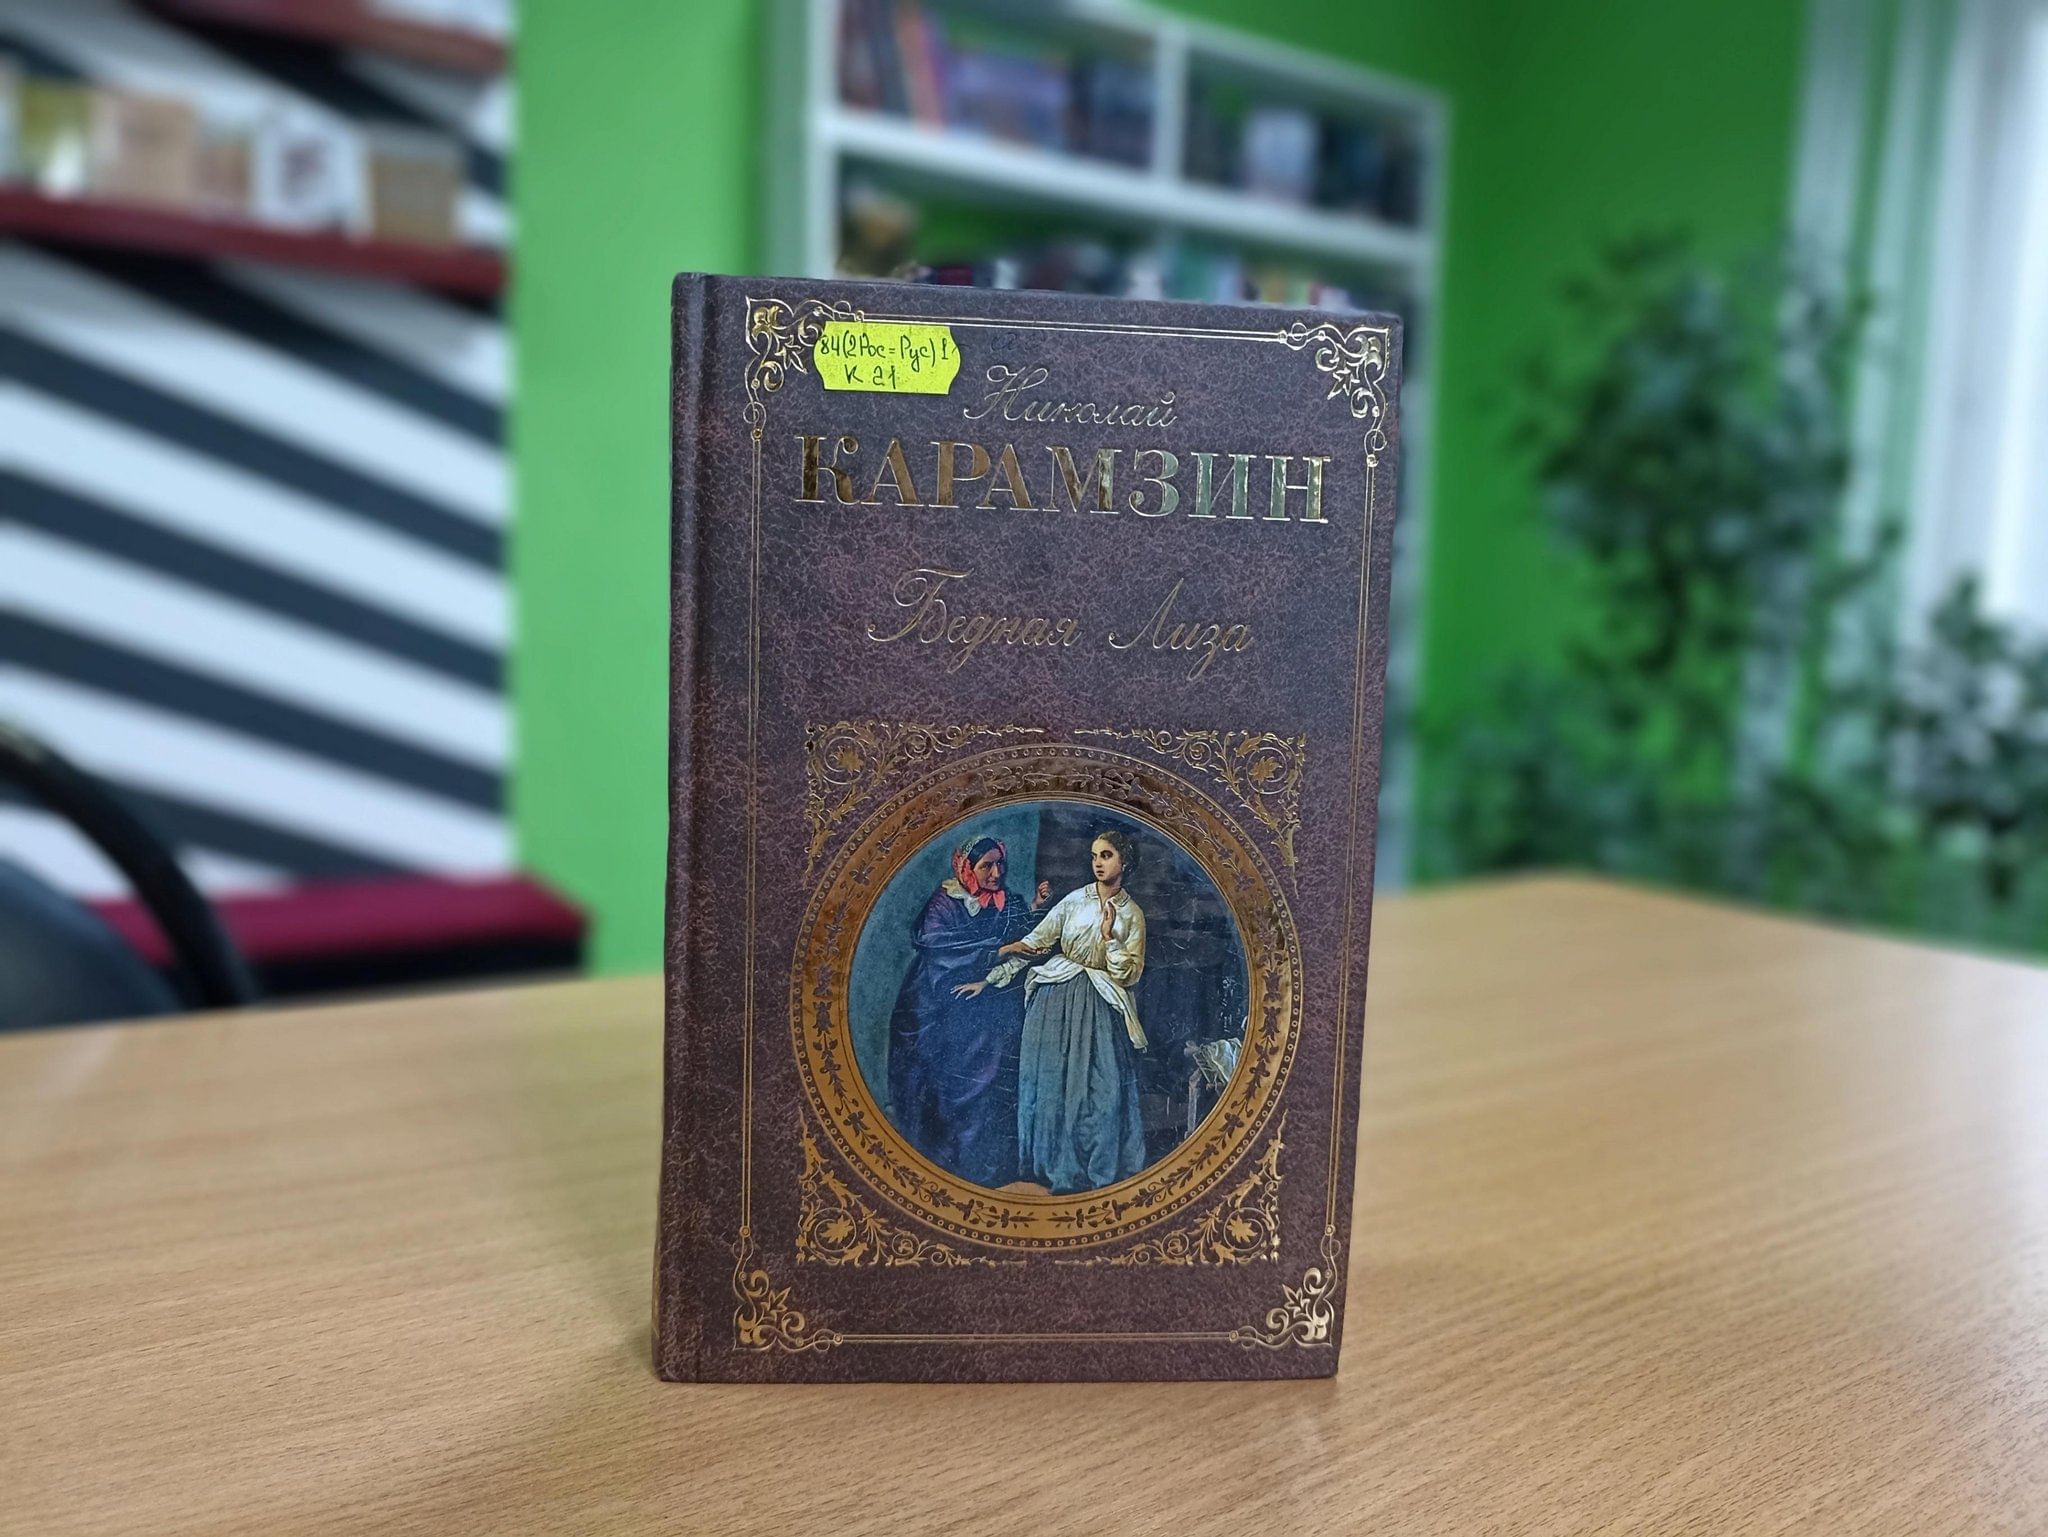 84(2Рос=Рус)1
К 21
Николай
КАРАМЗИН
Бедная Лиза